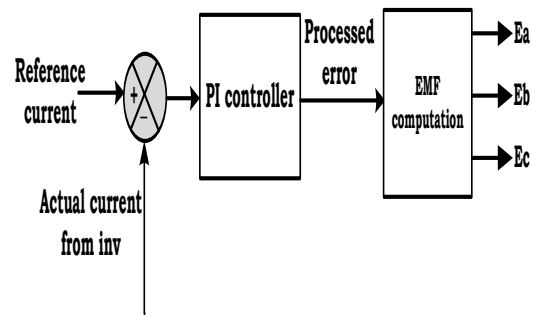 Reference
current
+
−
Actual current
from inv
PI controller
Processed
error
EMF
computation
Ea
Eb
Ec